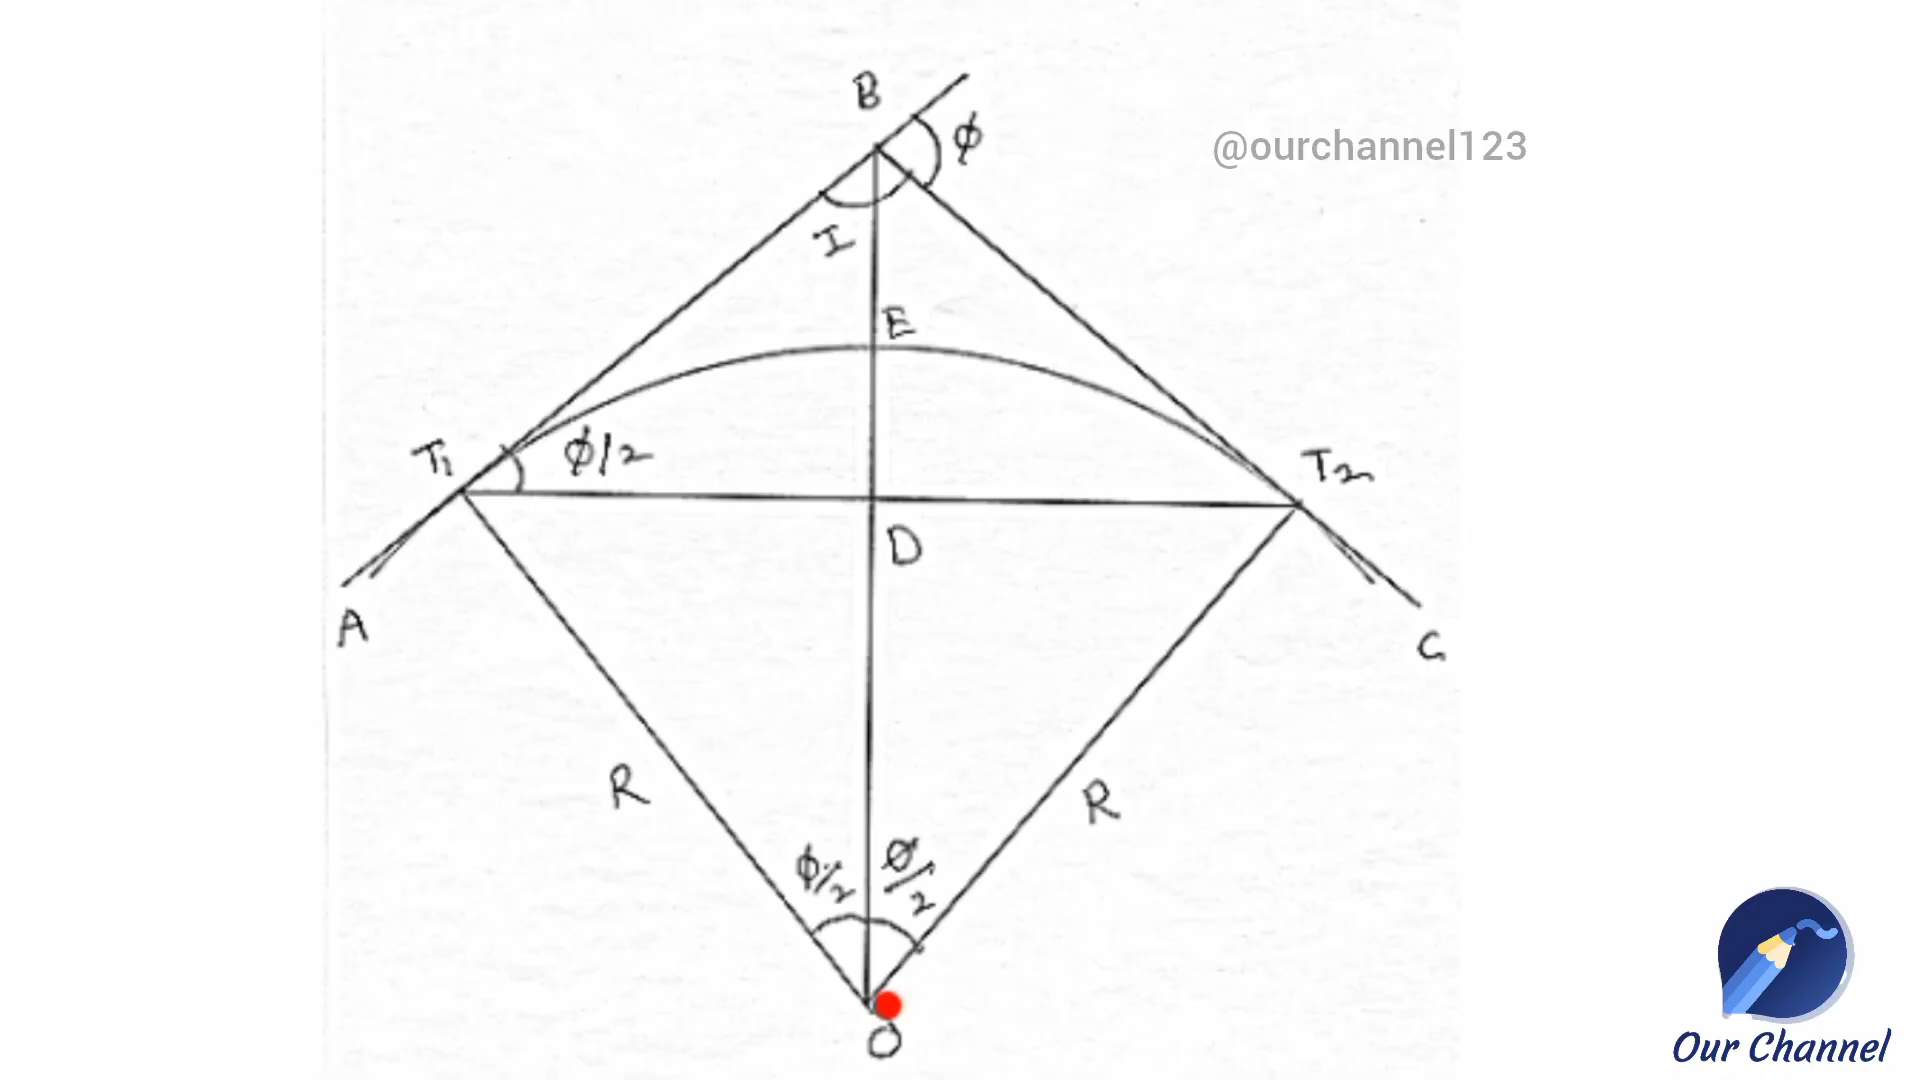 B
φ
@ourchannel123
I
E
T1
φ/2
T2
D
A
C
R
R
φ/2
φ/2
O
Our Channel